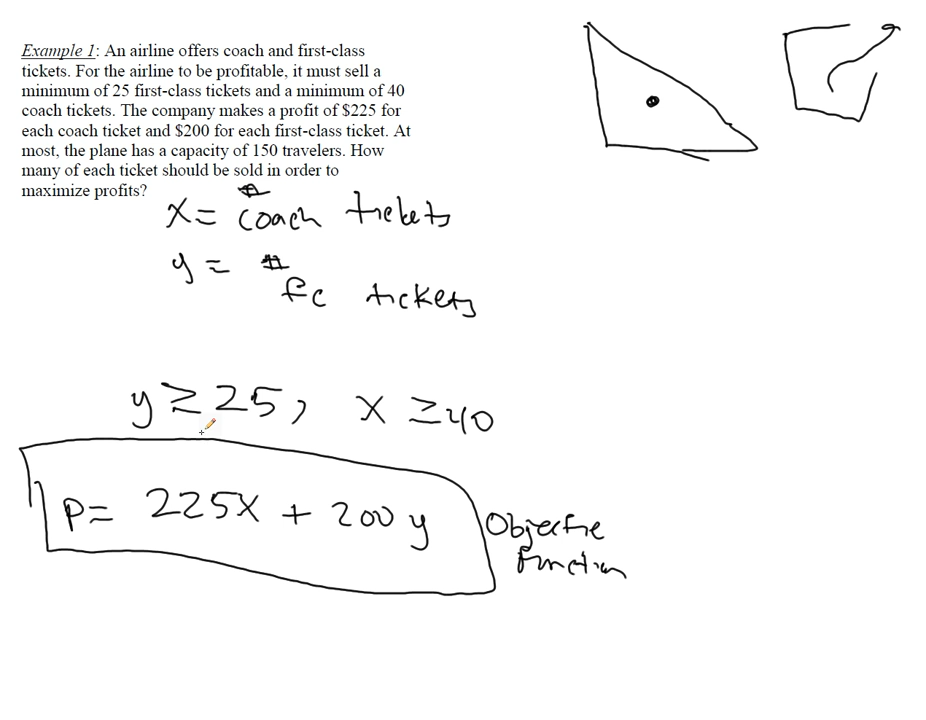 Example 1: An airline offers coach and first-class
tickets. For the airline to be profitable, it must sell a
minimum of 25 first-class tickets and a minimum of 40
coach tickets. The company makes a profit of $225 for
each coach ticket and $200 for each first-class ticket. At
most, the plane has a capacity of 150 travelers. How
many of each ticket should be sold in order to
maximize profits?
x = # coach tickets
y = # fc tickets
y ≥ 25, x ≥ 40
P = 225x + 200y
Objective
function